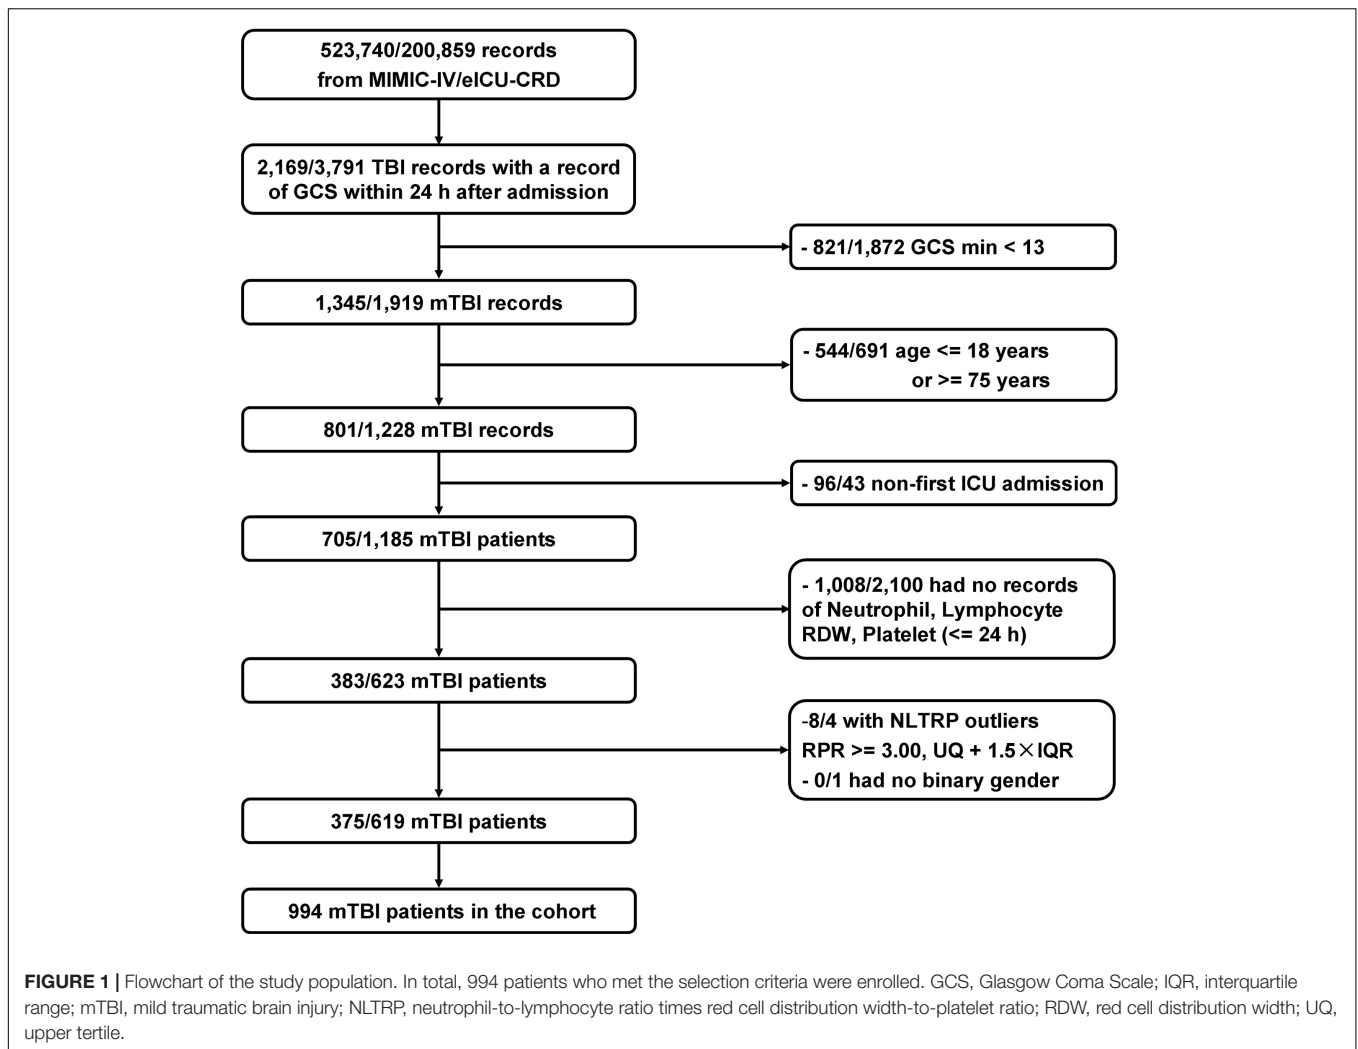 523,740/200,859 records
from MIMIC-IV/eICU-CRD
2,169/3,791 TBI records with a record
of GCS within 24 h after admission
- 821/1,872 GCS min < 13
1,345/1,919 mTBI records
- 544/691 age <= 18 years
or >= 75 years
801/1,228 mTBI records
- 96/43 non-first ICU admission
705/1,185 mTBI patients
- 1,008/2,100 had no records
of Neutrophil, Lymphocyte
RDW, Platelet (<= 24 h)
383/623 mTBI patients
-8/4 with NLTRP outliers
RPR >= 3.00, UQ + 1.5×IQR
- 0/1 had no binary gender
375/619 mTBI patients
994 mTBI patients in the cohort
FIGURE 1 | Flowchart of the study population. In total, 994 patients who met the selection criteria were enrolled. GCS, Glasgow Coma Scale; IQR, interquartile
range; mTBI, mild traumatic brain injury; NLTRP, neutrophil-to-lymphocyte ratio times red cell distribution width-to-platelet ratio; RDW, red cell distribution width; UQ,
upper tertile.